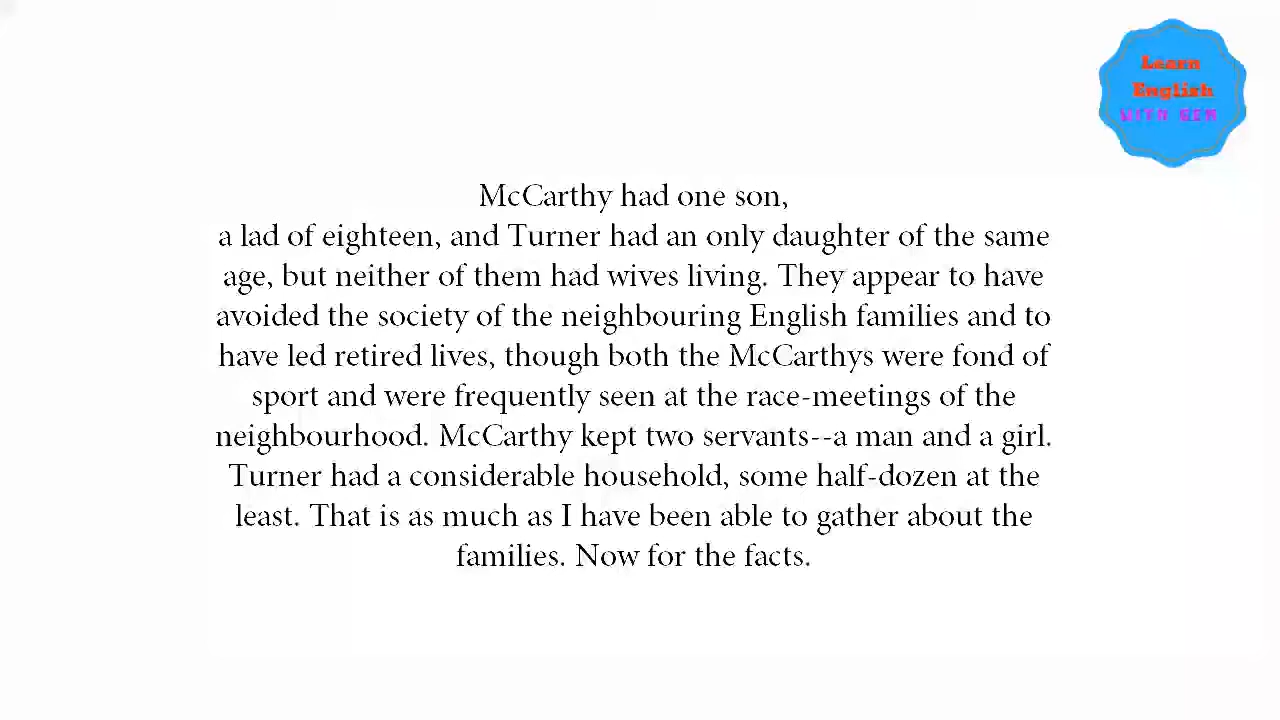 Learn
English
WITH GEM
McCarthy had one son,
a lad of eighteen, and Turner had an only daughter of the same
age, but neither of them had wives living. They appear to have
avoided the society of the neighbouring English families and to
have led retired lives, though both the McCarthys were fond of
sport and were frequently seen at the race-meetings of the
neighbourhood. McCarthy kept two servants--a man and a girl.
Turner had a considerable household, some half-dozen at the
least. That is as much as I have been able to gather about the
families. Now for the facts.